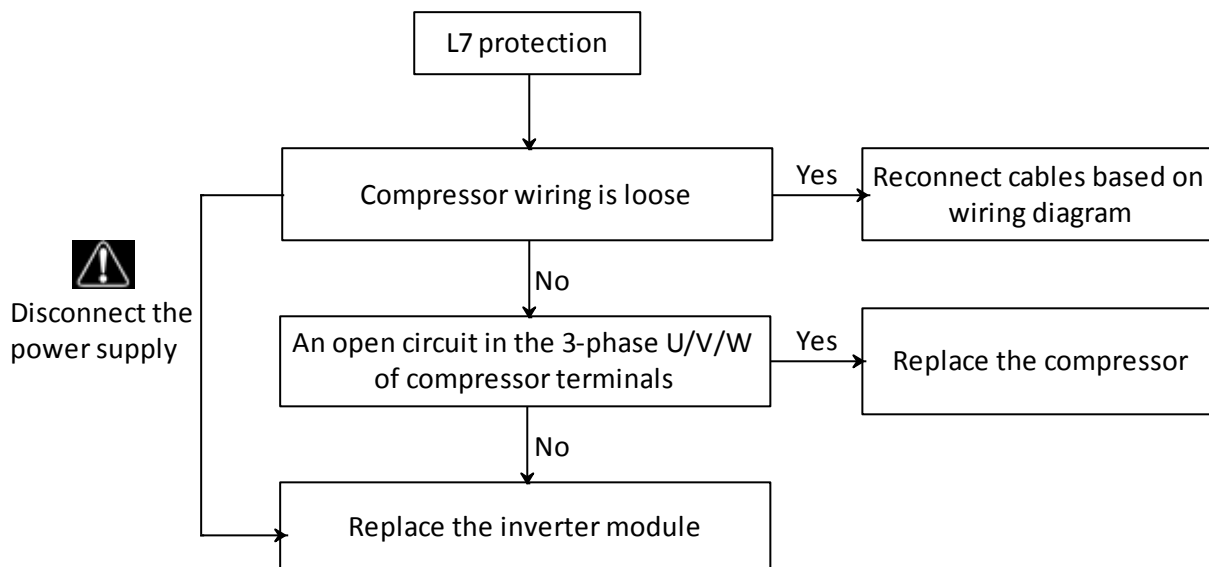 L7 protection
Compressor wiring is loose
Yes
Reconnect cables based on
wiring diagram
No
Disconnect the
power supply
An open circuit in the 3-phase U/V/W
of compressor terminals
Yes
Replace the compressor
No
Replace the inverter module